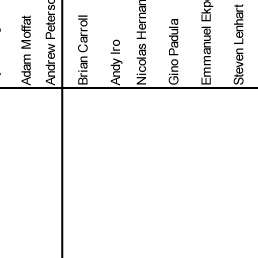 Adam Moffat
Andrew Peterso
Brian Carroll
Andy Iro
Nicolas Hernan
Gino Padula
Emmanuel Ekp
Steven Lenhart